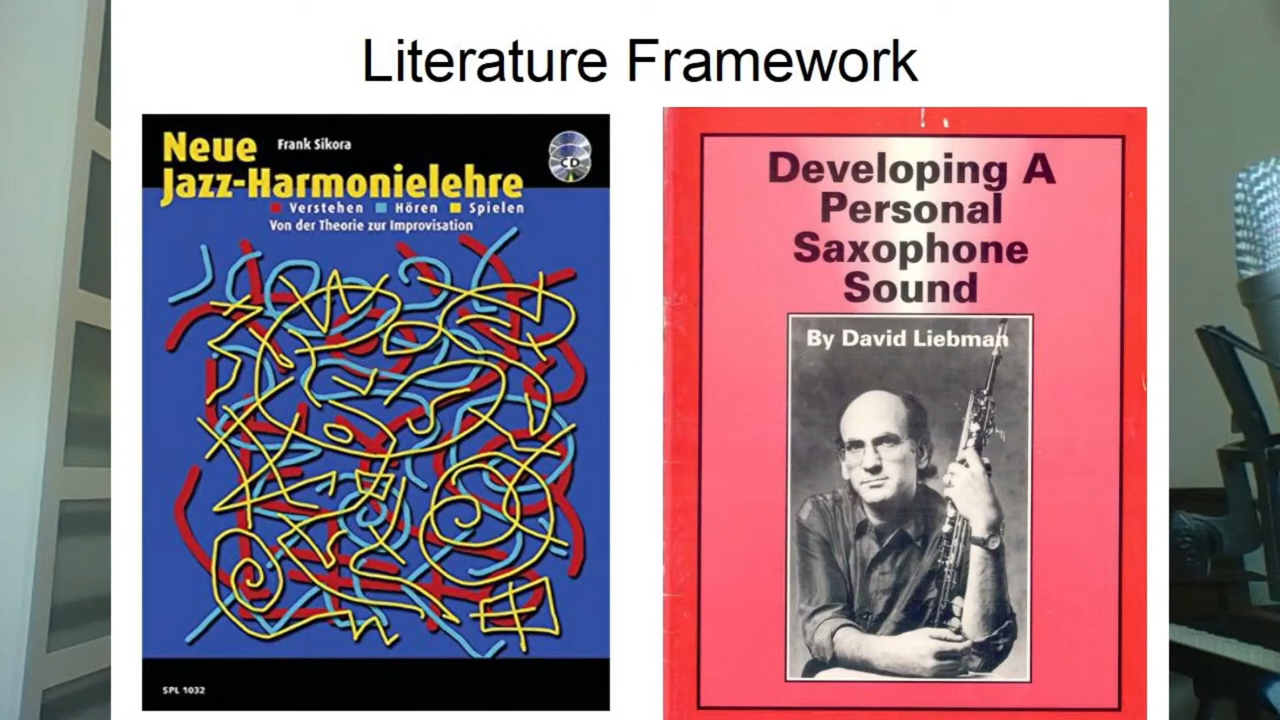 Literature Framework
Neue
Frank Sikora
CD
Jazz-Harmonielehre
Verstehen Hören Spielen
Von der Theorie zur Improvisation
SPL 1032
Developing A
Personal
Saxophone
Sound
By David Liebman